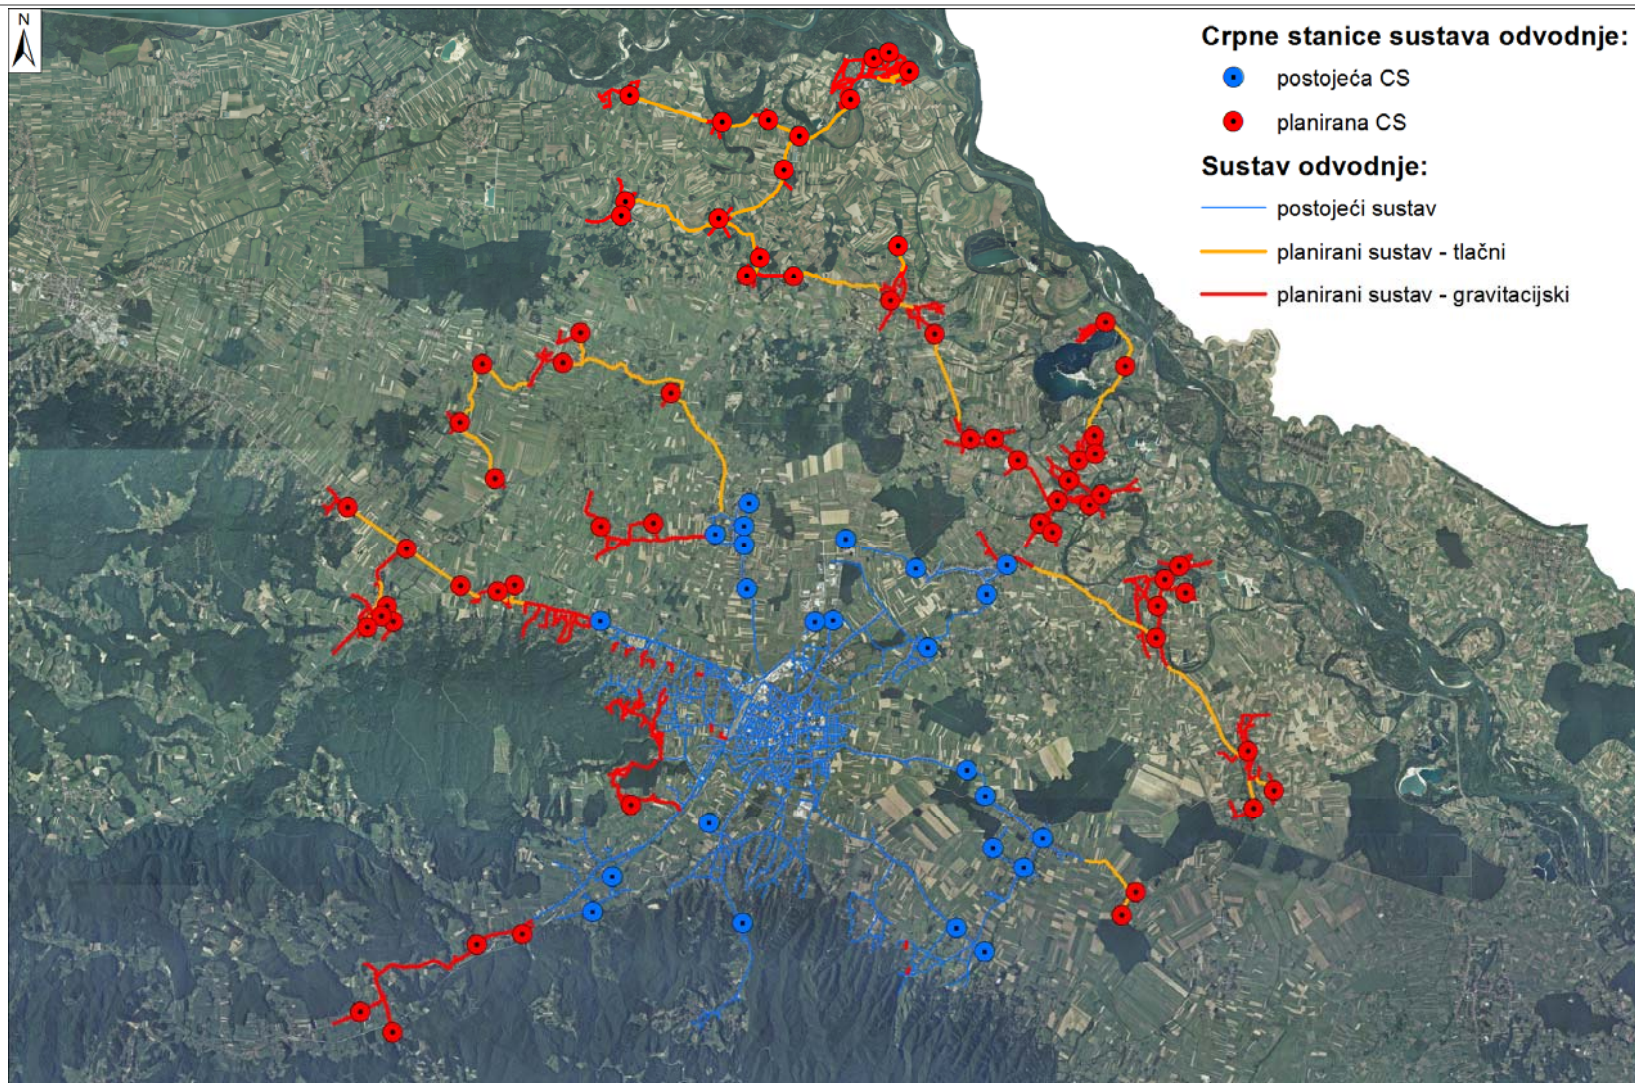 N
Crpne stanice sustava odvodnje:
postojeća CS
planirana CS
Sustav odvodnje:
postojeći sustav
planirani sustav - tlačni
planirani sustav - gravitacijski